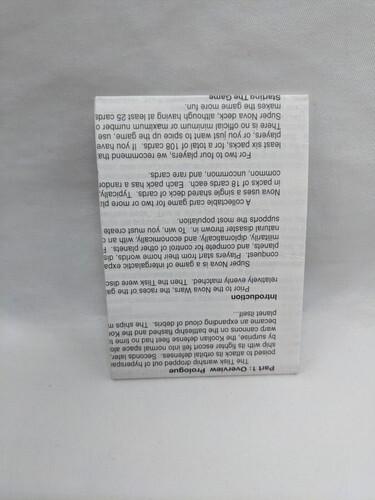 Part 1: Overview Prologue
The Tlisk warship dropped out of hyperspa
poised to attack its orbital defenses. Seconds later,
ship with its fighter escort fell into normal space alo
by surprise, the Kotian defense fleet had no time to
warp cannons on the battleship flashed and the Ko
became an expanding cloud of debris. The ships m
planet itself...
Introduction
Prior to the Nova Wars, the races of the ga
relatively evenly matched. Then the Tlisk were disc
Super Nova is a game of intergalactic expa
conquest. Players start from their home worlds, dis
planets, and compete for control of other planets. F
militarily, diplomatically, and economically, with an o
natural disaster thrown in. To win, you must create
supports the most population.
A collectable card game for two or more pl
Nova uses a single shared deck of cards. Typically,
in packs of 18 cards each. Each pack has a random
common, uncommon, and rare cards.
For two to four players, we recommend tha
least six packs, for a total of 108 cards. If you have
players, or you just want to spice up the game, use
There is no official minimum or maximum number o
Super Nova deck, although having at least 25 cards
makes the game more fun.
Starting The Game